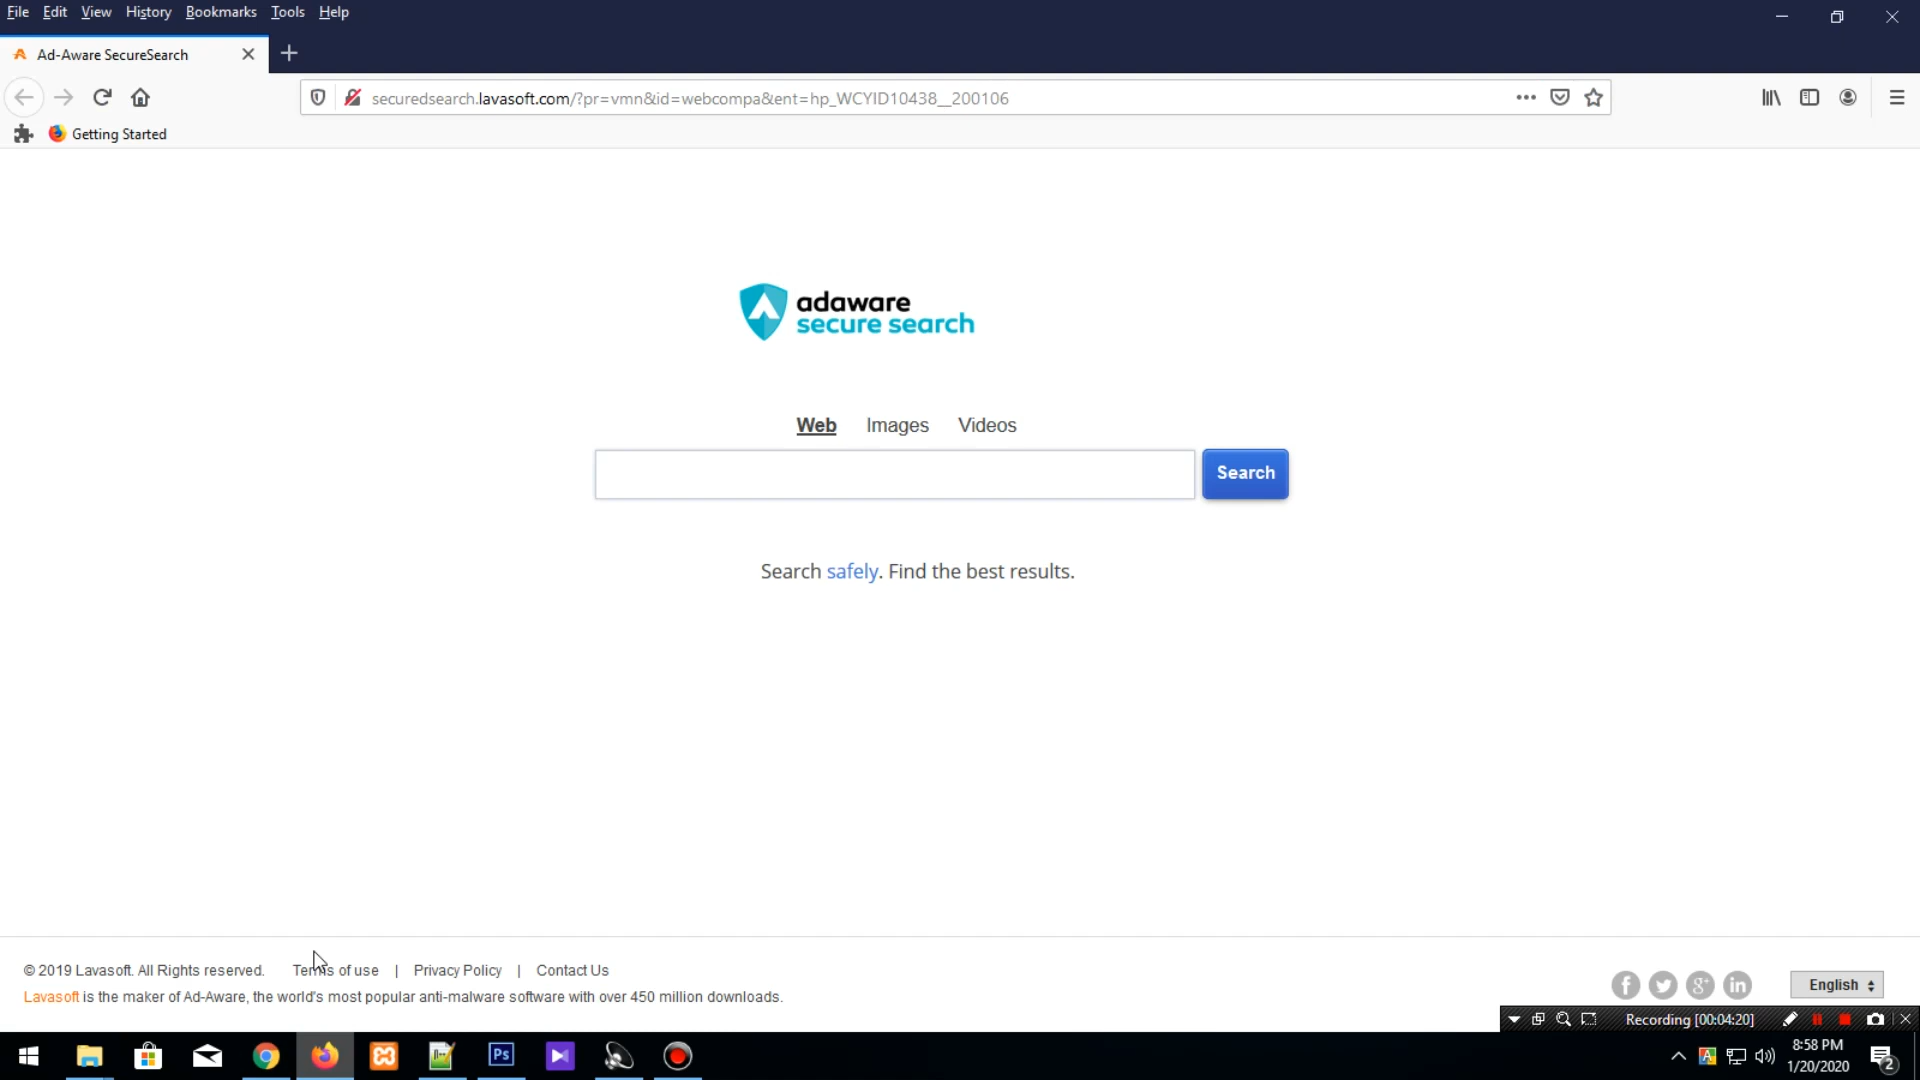 File Edit View History Bookmarks Tools Help
Ad-Aware SecureSearch
securedsearch.lavasoft.com/?pr=vmn&id=webcompa&ent=hp_WCYID10438__200106
Getting Started
adaware
secure search
Web Images Videos
Search
Search safely. Find the best results.
© 2019 Lavasoft. All Rights reserved. Terms of use | Privacy Policy | Contact Us
Lavasoft is the maker of Ad-Aware, the world's most popular anti-malware software with over 450 million downloads.
English
Recording [00:04:20]
Ps
8:58 PM
1/20/2020
2